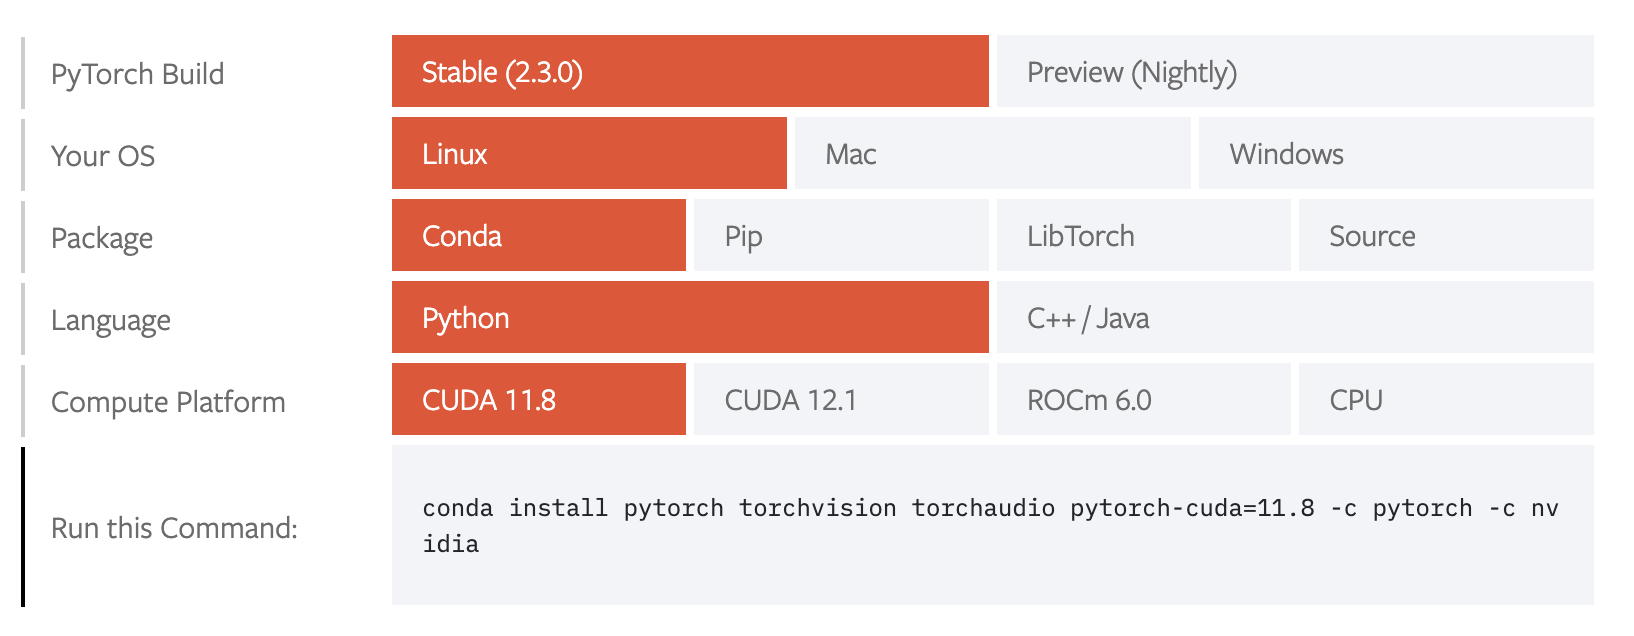 PyTorch Build
Stable (2.3.0)
Preview (Nightly)
Your OS
Linux
Mac
Windows
Package
Conda
Pip
LibTorch
Source
Language
Python
C++ / Java
Compute Platform
CUDA 11.8
CUDA 12.1
ROCm 6.0
CPU
Run this Command:
conda install pytorch torchvision torchaudio pytorch-cuda=11.8 -c pytorch -c nv
idia